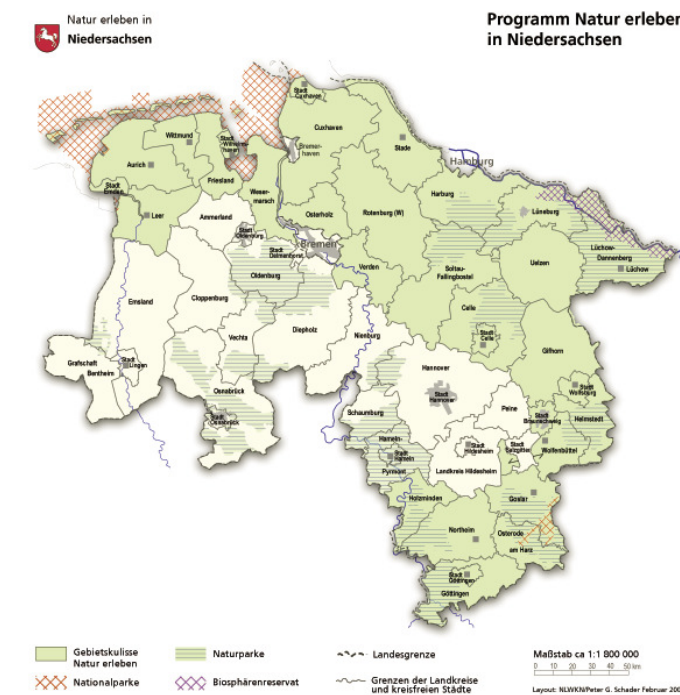 Natur erleben in
Niedersachsen
Programm Natur erleben
in Niedersachsen
Stadt
Cuxhaven
Cuxhaven
Wittmund
Stadt
Wilhelms-
haven
Bremer-
haven
Stade
Hamburg
Aurich
Friesland
Stadt
Emden
Weser-
marsch
Harburg
Leer
Ammerland
Osterholz
Rotenburg (W)
Lüneburg
Stadt
Oldenburg
Bremen
Stadt
Delmenhorst
Lüchow-
Dannenberg
Lüchow
Uelzen
Verden
Soltau-
Fallingbostel
Oldenburg
Emsland
Cloppenburg
Celle
Diepholz
Nienburg
Stadt
Celle
Vechta
Gifhorn
Grafschaft
Bentheim
Stadt
Lingen
Hannover
Osnabrück
Stadt
Wolfsburg
Stadt
Hannover
Peine
Schaumburg
Stadt
Osnabrück
Stadt
Braunschweig
Helmstedt
Hameln-
Stadt
Hameln
Pyrmont
Stadt
Hildesheim
Stadt
Salzgitter
Wolfenbüttel
Landkreis Hildesheim
Holzminden
Goslar
Northeim
Osterode
am Harz
Stadt
Göttingen
Göttingen
Gebietskulisse
Natur erleben
Naturparke
Landesgrenze
Maßstab ca 1:1 800 000
0 10 20 30 40 50 km
Nationalparke
Biosphärenreservat
Grenzen der Landkreise
und kreisfreien Städte
Layout: NLWKN/Peter G. Schader Februar